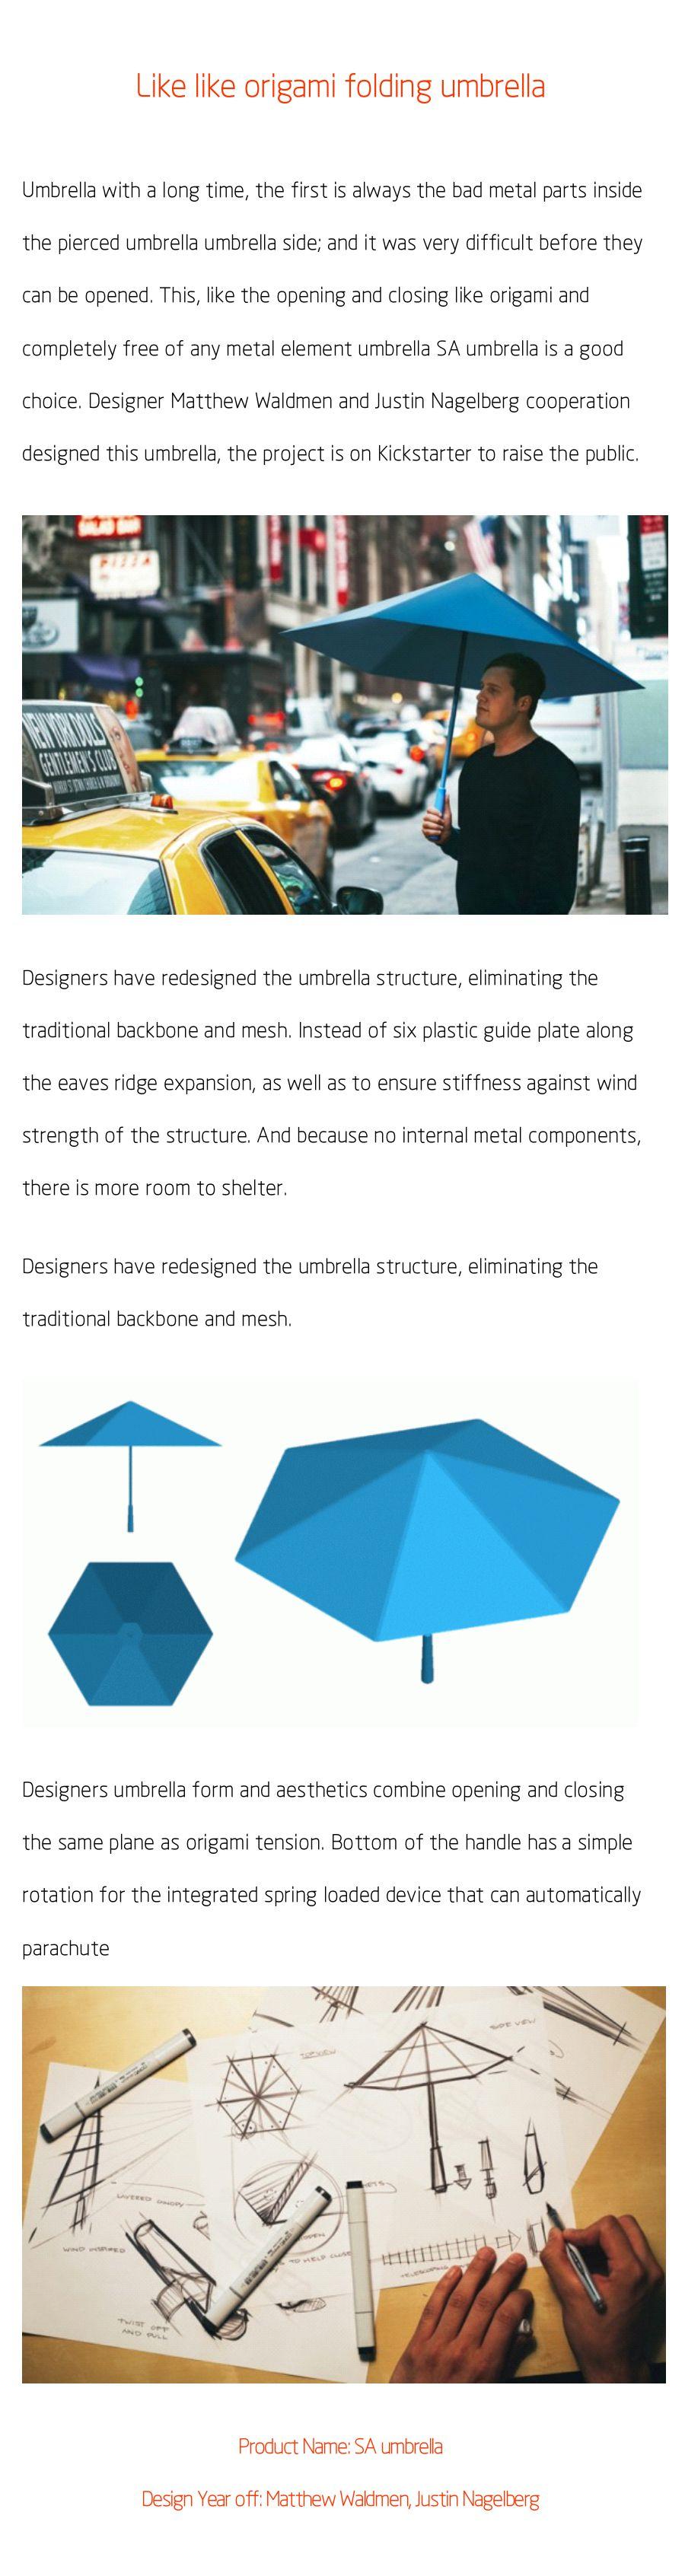 Like like origami folding umbrella
Umbrella with a long time, the first is always the bad metal parts inside
the pierced umbrella umbrella side; and it was very difficult before they
can be opened. This, like the opening and closing like origami and
completely free of any metal element umbrella SA umbrella is a good
choice. Designer Matthew Waldmen and Justin Nagelberg cooperation
designed this umbrella, the project is on Kickstarter to raise the public.
SALAD BAR
PIZZA
NEW YORK DOLLS
GENTLEMEN'S CLUB
Designers have redesigned the umbrella structure, eliminating the
traditional backbone and mesh. Instead of six plastic guide plate along
the eaves ridge expansion, as well as to ensure stiffness against wind
strength of the structure. And because no internal metal components,
there is more room to shelter.
Designers have redesigned the umbrella structure, eliminating the
traditional backbone and mesh.
Designers umbrella form and aesthetics combine opening and closing
the same plane as origami tension. Bottom of the handle has a simple
rotation for the integrated spring loaded device that can automatically
parachute
SIDE VIEW
LAYERED CANOPY
WIND INSPIRED
OPEN
TO HELP CLOSE
TELESCOPING
TWIST OFF
AND PULL
Product Name: SA umbrella
Design Year off: Matthew Waldmen, Justin Nagelberg